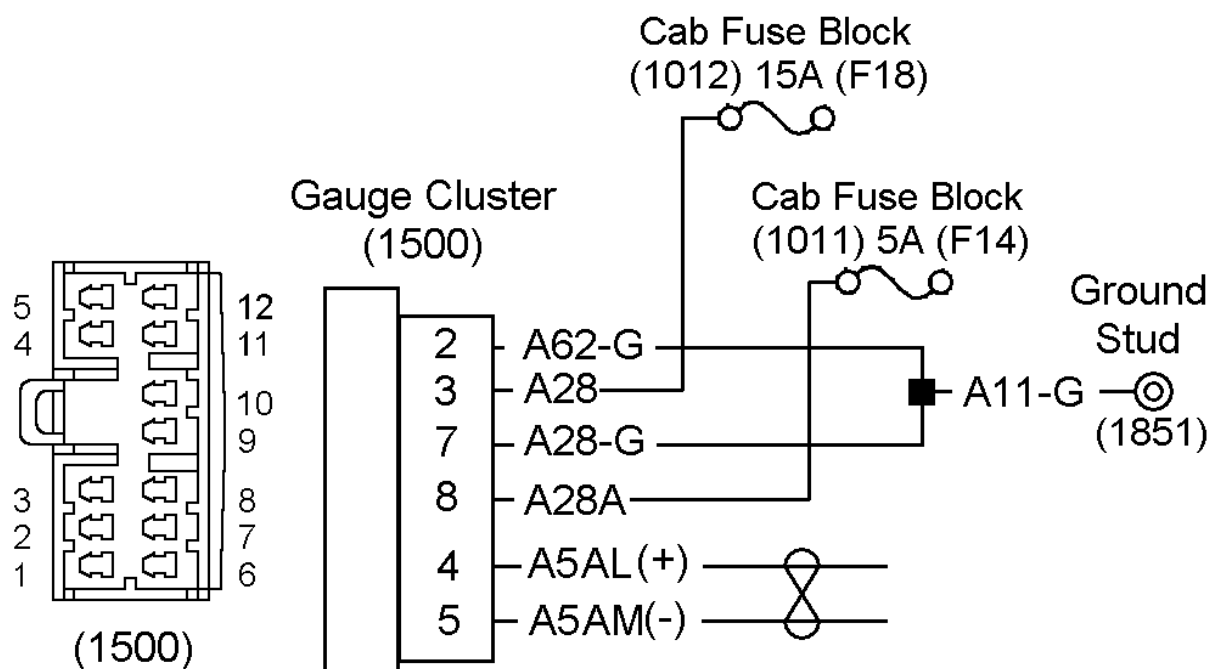 Cab Fuse Block
(1012) 15A (F18)
Gauge Cluster
(1500)
Cab Fuse Block
(1011) 5A (F14)
Ground
Stud
(1851)
5
4
3
2
1
12
11
10
9
8
7
6
(1500)
2 A62-G
3 A28
7 A28-G
8 A28A
4 A5AL(+)
5 A5AM(-)
A11-G